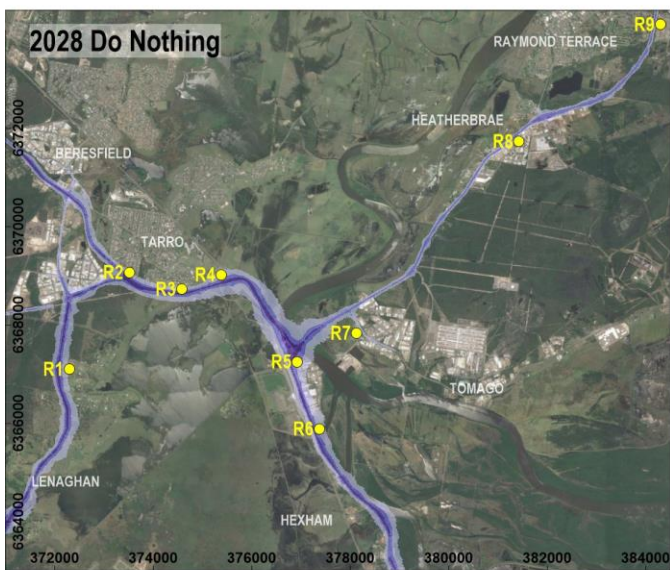 2028 Do Nothing
R9
RAYMOND TERRACE
HEATHERBRAE
R8
BERESFIELD
TARRO
R2
R3
R4
R7
R5
R1
TOMAGO
R6
LENAGHAN
HEXHAM
6372000
6370000
6368000
6366000
6364000
372000 374000 376000 378000 380000 382000 384000